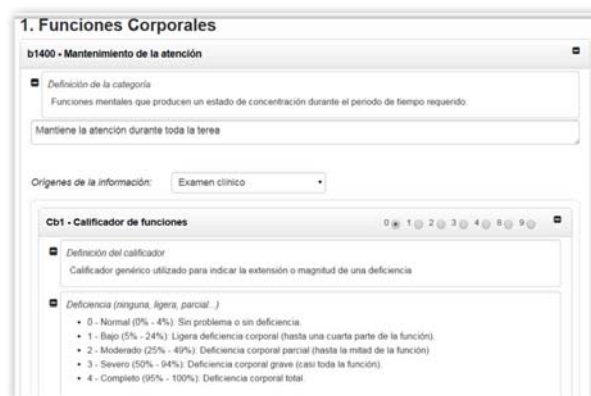 1. Funciones Corporales
b1400 - Mantenimiento de la atención
Definición de la categoría
Funciones mentales que producen un estado de concentración durante el periodo de tiempo requerido.
Mantiene la atención durante toda la terea
Orígenes de la información: Examen clínico
Cb1 - Calificador de funciones 0 1 2 3 4 8 9
Definición del calificador
Calificador genérico utilizado para indicar la extensión o magnitud de una deficiencia
Deficiencia (ninguna, ligera, parcial...)
• 0 - Normal (0% - 4%): Sin problema o sin deficiencia.
• 1 - Bajo (5% - 24%): Ligera deficiencia corporal (hasta una cuarta parte de la función).
• 2 - Moderado (25% - 49%): Deficiencia corporal parcial (hasta la mitad de la función)
• 3 - Severo (50% - 94%): Deficiencia corporal grave (casi toda la función).
• 4 - Completo (95% - 100%): Deficiencia corporal total.